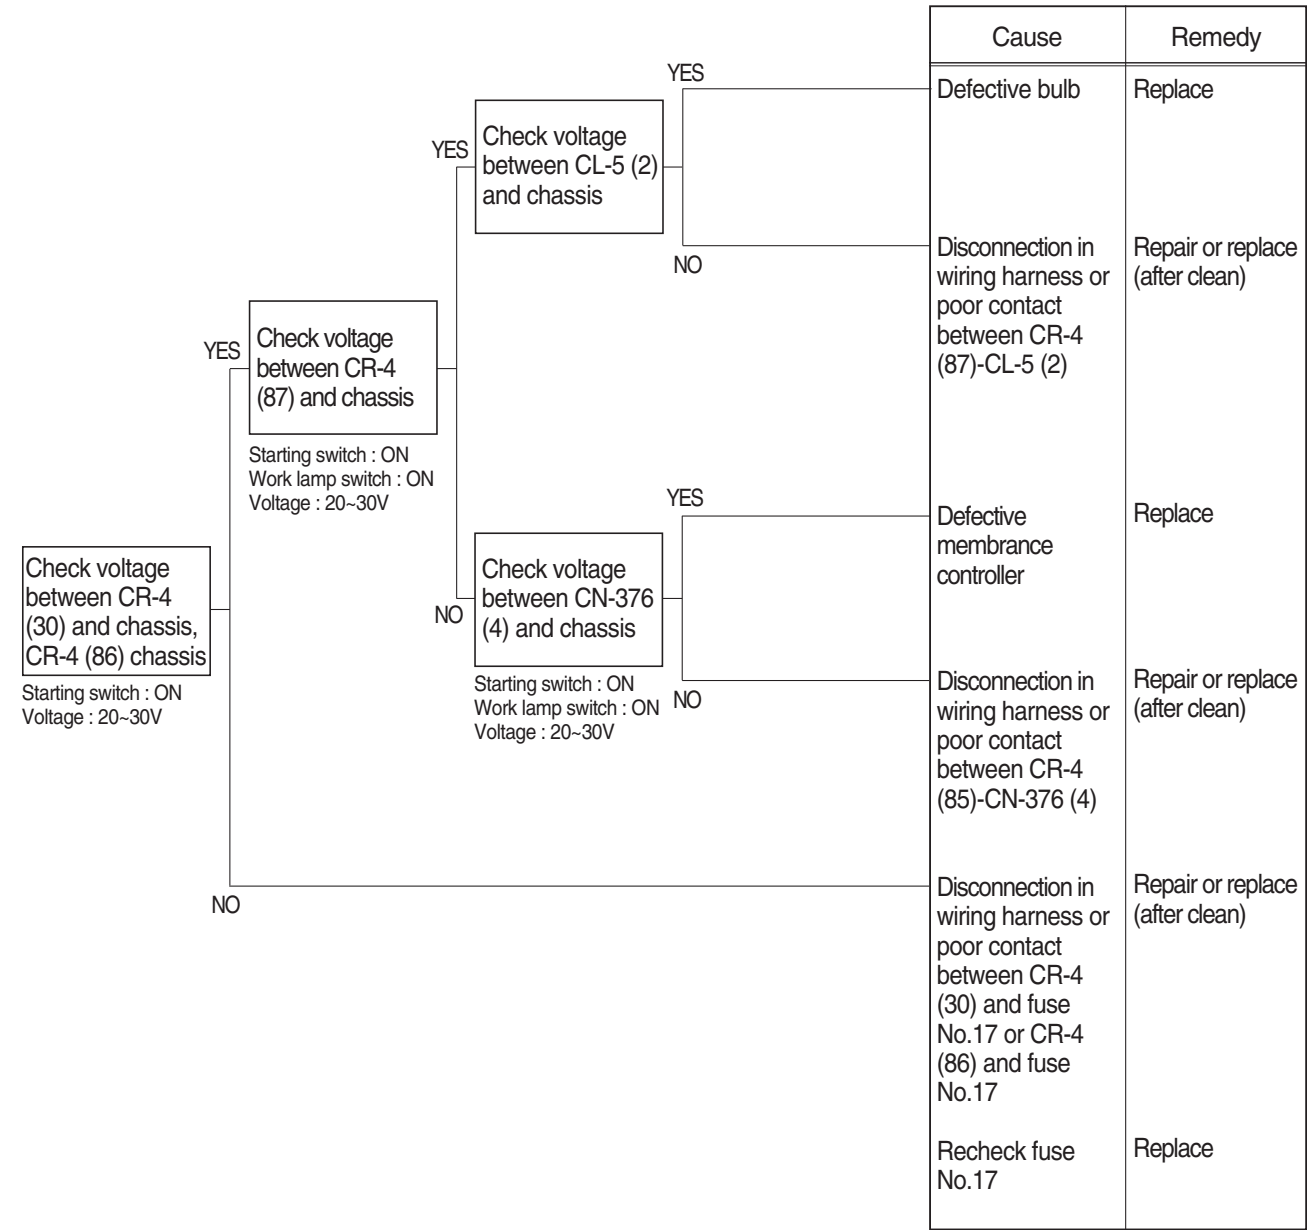 Cause
Remedy
YES
Defective bulb
Replace
YES
Check voltage
between CL-5 (2)
and chassis
NO
Disconnection in
wiring harness or
poor contact
between CR-4
(87)-CL-5 (2)
Repair or replace
(after clean)
YES
Check voltage
between CR-4
(87) and chassis
Starting switch : ON
Work lamp switch : ON
Voltage : 20~30V
YES
Defective
membrance
controller
Replace
Check voltage
between CR-4
(30) and chassis,
CR-4 (86) chassis
Starting switch : ON
Voltage : 20~30V
NO
Check voltage
between CN-376
(4) and chassis
Starting switch : ON
Work lamp switch : ON
Voltage : 20~30V
NO
Disconnection in
wiring harness or
poor contact
between CR-4
(85)-CN-376 (4)
Repair or replace
(after clean)
NO
Disconnection in
wiring harness or
poor contact
between CR-4
(30) and fuse
No.17 or CR-4
(86) and fuse
No.17
Repair or replace
(after clean)
Recheck fuse
No.17
Replace